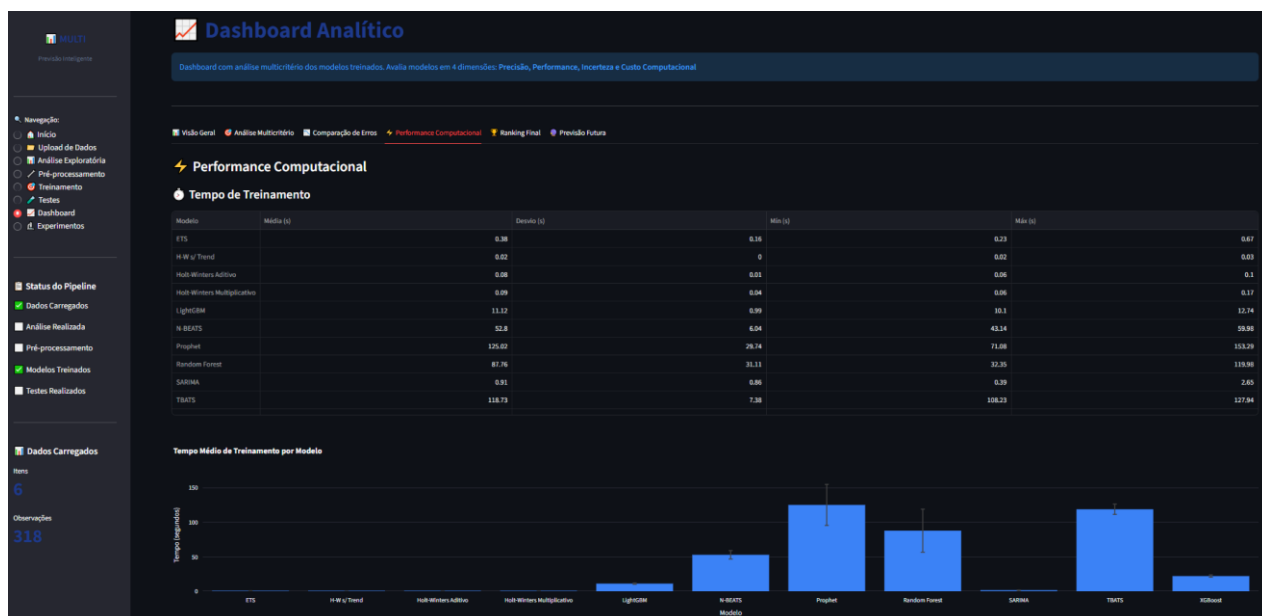 MULTI
Previsão Inteligente
Navegação:
Início
Upload de Dados
Análise Exploratória
Pré-processamento
Treinamento
Testes
Dashboard
Experimentos
Status do Pipeline
Dados Carregados
Análise Realizada
Pré-processamento
Modelos Treinados
Testes Realizados
Dados Carregados
Itens
6
Observações
318
Dashboard Analítico
Dashboard com análise multicritério dos modelos treinados. Avalia modelos em 4 dimensões: Precisão, Performance, Incerteza e Custo Computacional
Visão Geral Análise Multicritério Comparação de Erros Performance Computacional Ranking Final Previsão Futura
Performance Computacional
Tempo de Treinamento
Modelo Média (s) Desvio (s) Mín (s) Máx (s)
ETS 0.38 0.16 0.23 0.67
H-W s/ Trend 0.02 0 0.02 0.03
Holt-Winters Aditivo 0.08 0.01 0.06 0.1
Holt-Winters Multiplicativo 0.09 0.04 0.06 0.17
LightGBM 11.12 0.99 10.1 12.74
N-BEATS 52.8 6.04 43.14 59.98
Prophet 125.02 29.74 71.08 153.29
Random Forest 87.76 31.11 32.35 119.98
SARIMA 0.91 0.86 0.39 2.65
TBATS 118.73 7.38 108.23 127.94
Tempo Médio de Treinamento por Modelo
Tempo (segundos)
150
100
50
0
ETS H-W s/ Trend Holt-Winters Aditivo Holt-Winters Multiplicativo LightGBM N-BEATS Prophet Random Forest SARIMA TBATS XGBoost
Modelo